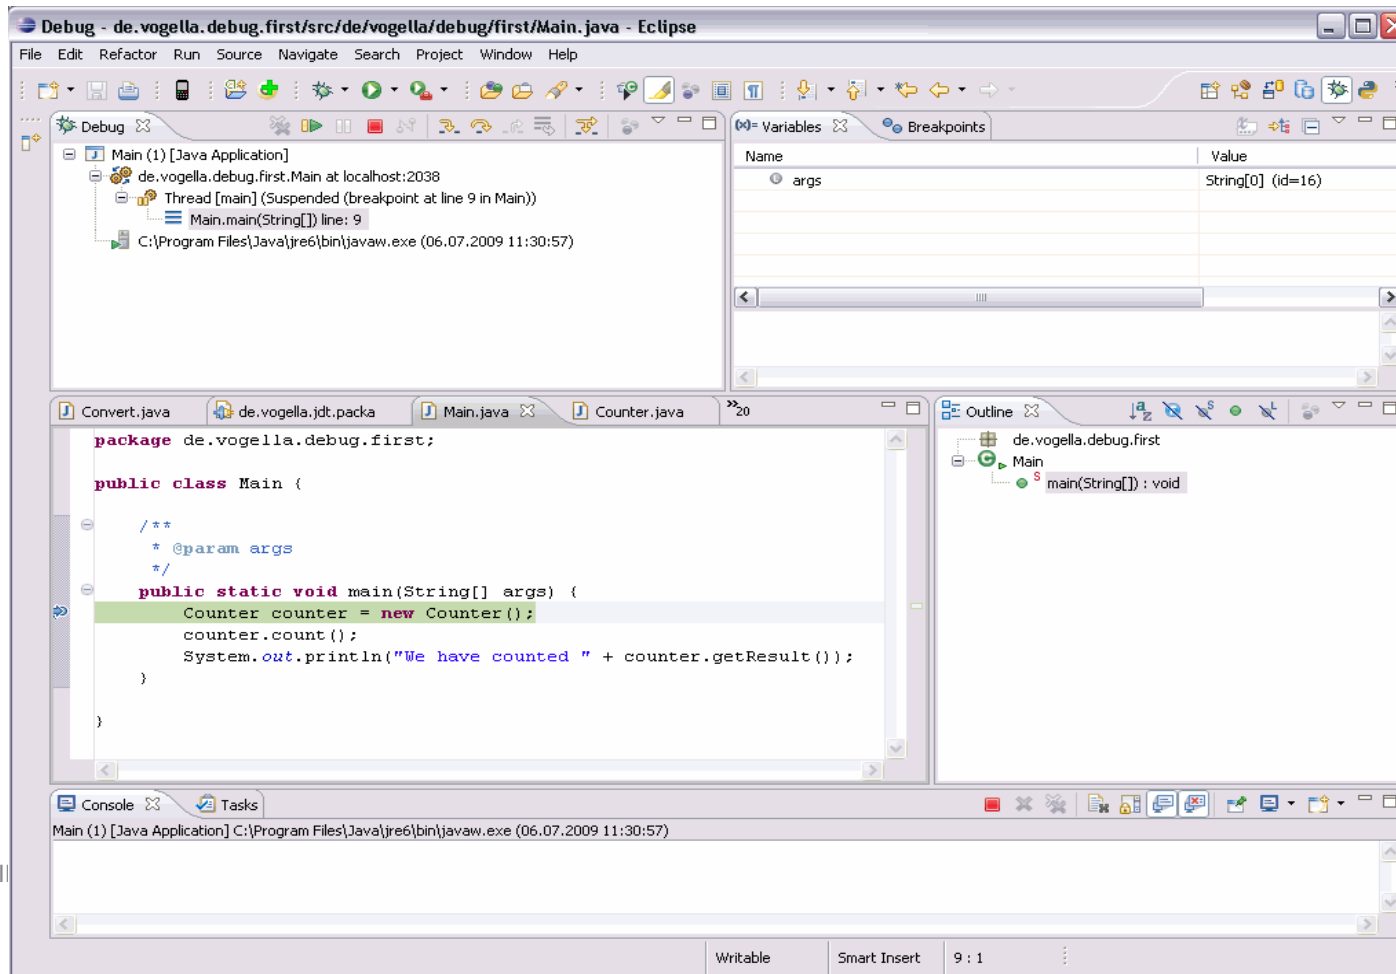 Debug - de.vogella.debug.first/src/de/vogella/debug/first/Main.java - Eclipse
File Edit Refactor Run Source Navigate Search Project Window Help
Debug
Main (1) [Java Application]
de.vogella.debug.first.Main at localhost:2038
Thread [main] (Suspended (breakpoint at line 9 in Main))
Main.main(String[]) line: 9
C:\Program Files\Java\jre6\bin\javaw.exe (06.07.2009 11:30:57)
(x)= Variables Breakpoints
Name Value
args String[0] (id=16)
Convert.java de.vogella.jdt.packa Main.java Counter.java »20
package de.vogella.debug.first;
public class Main {
/**
* @param args
*/
public static void main(String[] args) {
Counter counter = new Counter();
counter.count();
System.out.println("We have counted " + counter.getResult());
}
}
Outline
de.vogella.debug.first
Main
main(String[]) : void
Console Tasks
Main (1) [Java Application] C:\Program Files\Java\jre6\bin\javaw.exe (06.07.2009 11:30:57)
Writable Smart Insert 9 : 1